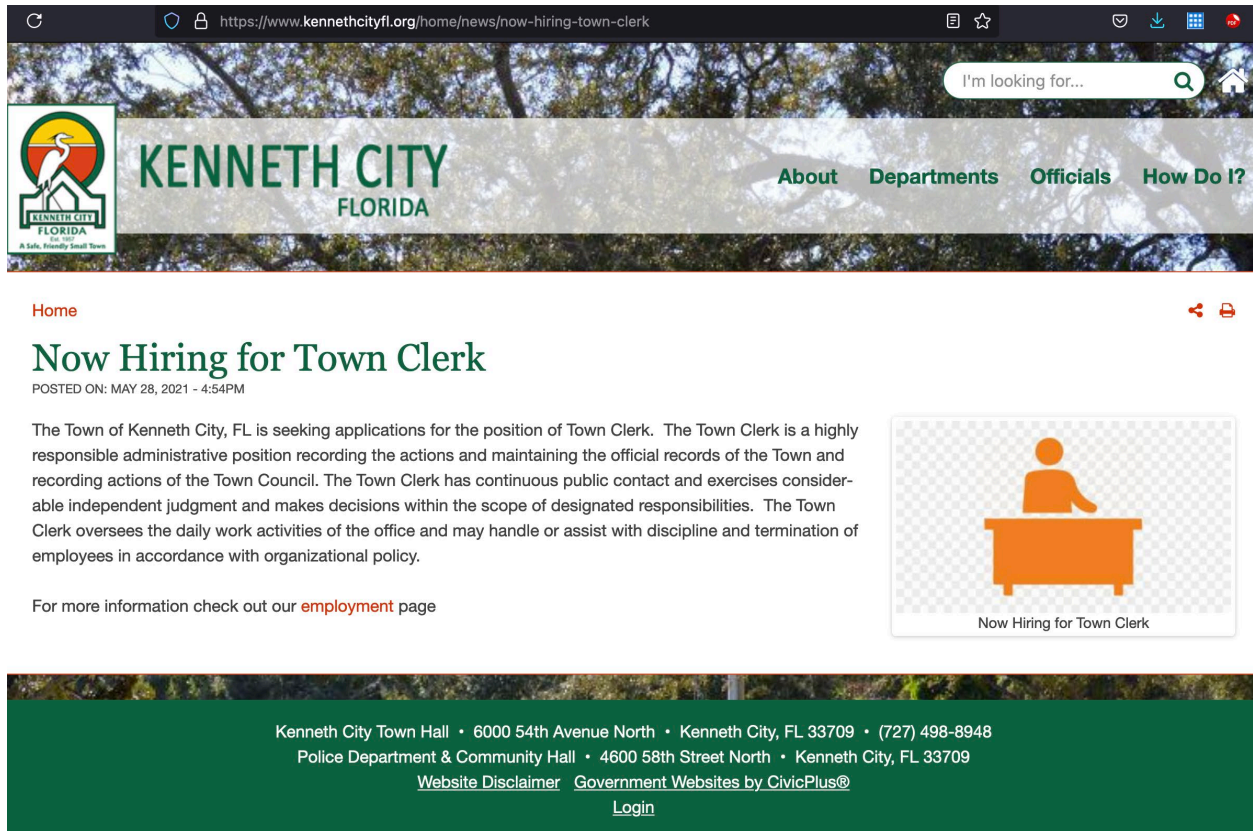 https://www.kennethcityfl.org/home/news/now-hiring-town-clerk
PDF
I'm looking for...
KENNETH CITY
FLORIDA
About Departments Officials How Do I?
KENNETH CITY
FLORIDA
Est. 1957
A Safe, Friendly Small Town
Home
Now Hiring for Town Clerk
POSTED ON: MAY 28, 2021 - 4:54PM
The Town of Kenneth City, FL is seeking applications for the position of Town Clerk.  The Town Clerk is a highly
responsible administrative position recording the actions and maintaining the official records of the Town and
recording actions of the Town Council. The Town Clerk has continuous public contact and exercises consider-
able independent judgment and makes decisions within the scope of designated responsibilities.  The Town
Clerk oversees the daily work activities of the office and may handle or assist with discipline and termination of
employees in accordance with organizational policy.
For more information check out our employment page
Now Hiring for Town Clerk
Kenneth City Town Hall • 6000 54th Avenue North • Kenneth City, FL 33709 • (727) 498-8948
Police Department & Community Hall • 4600 58th Street North • Kenneth City, FL 33709
Website Disclaimer Government Websites by CivicPlus®
Login